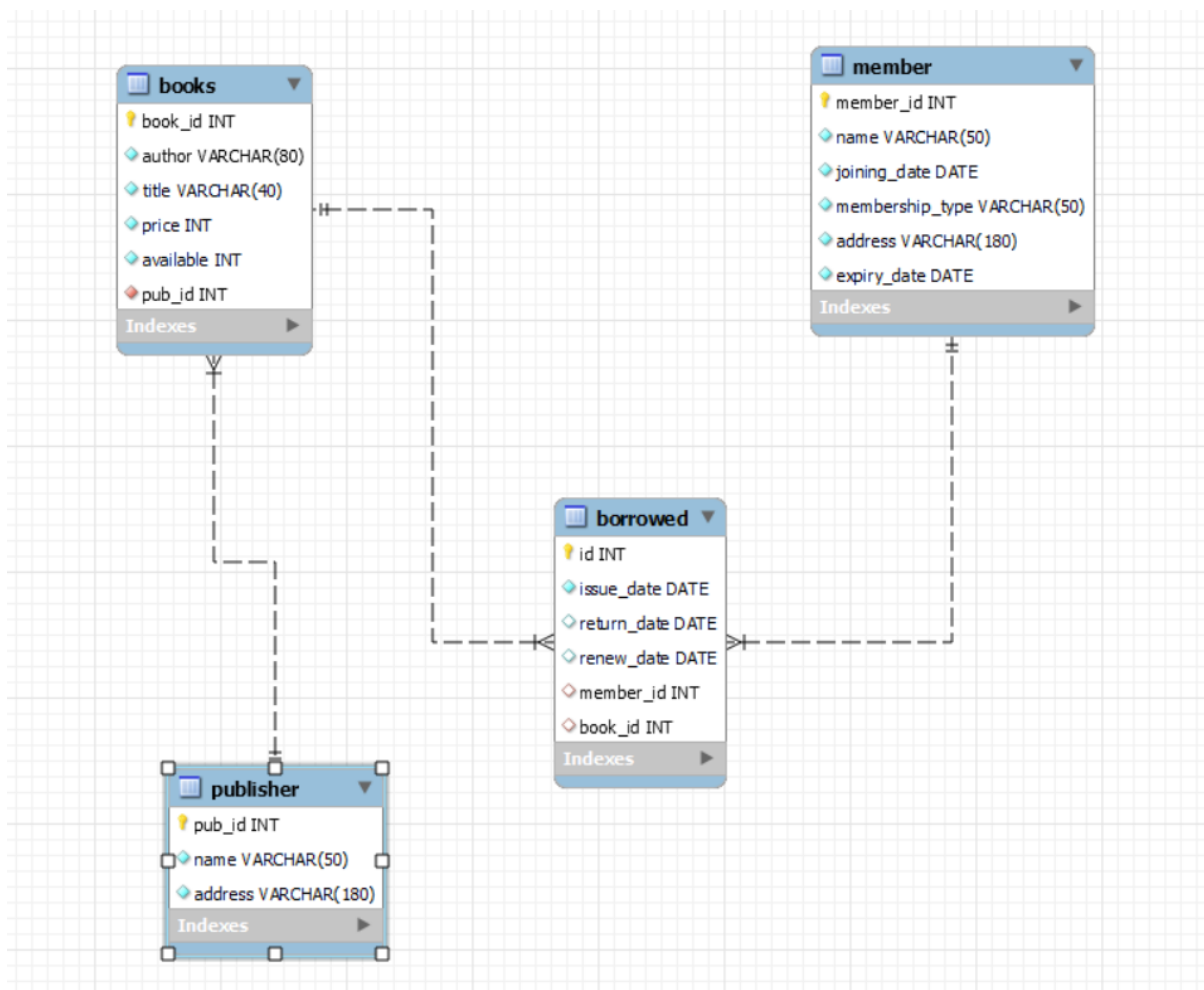 books
book_id INT
author VARCHAR(80)
title VARCHAR(40)
price INT
available INT
pub_id INT
Indexes
member
member_id INT
name VARCHAR(50)
joining_date DATE
membership_type VARCHAR(50)
address VARCHAR(180)
expiry_date DATE
Indexes
borrowed
id INT
issue_date DATE
return_date DATE
renew_date DATE
member_id INT
book_id INT
Indexes
publisher
pub_id INT
name VARCHAR(50)
address VARCHAR(180)
Indexes